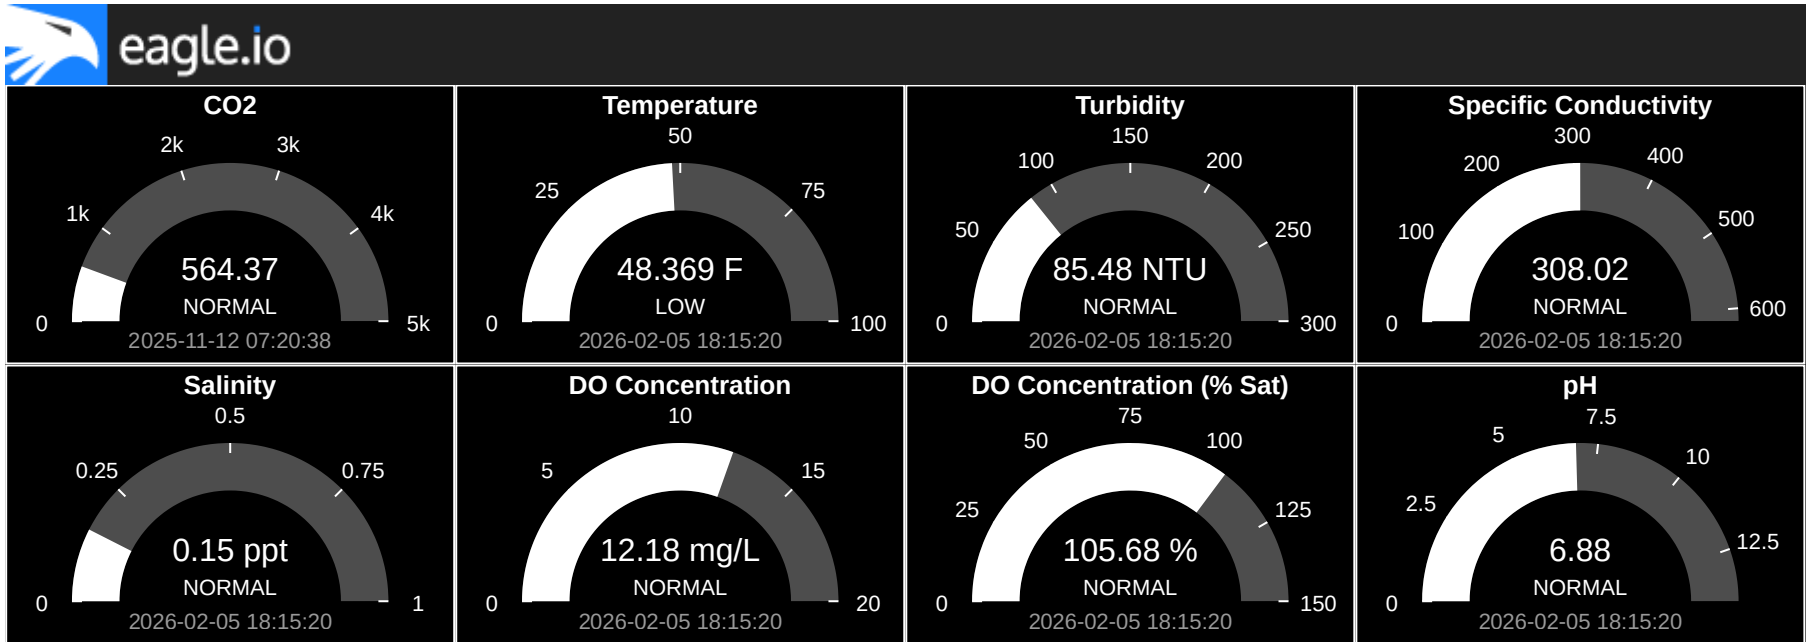 eagle.io
CO2
2k
3k
1k
4k
564.37
NORMAL
0
5k
2025-11-12 07:20:38
Temperature
50
25
75
48.369 F
LOW
0
100
2026-02-05 18:15:20
Turbidity
150
100
200
50
250
85.48 NTU
NORMAL
0
300
2026-02-05 18:15:20
Specific Conductivity
300
200
400
100
500
308.02
NORMAL
0
600
2026-02-05 18:15:20
Salinity
0.5
0.25
0.75
0.15 ppt
NORMAL
0
1
2026-02-05 18:15:20
DO Concentration
10
5
15
12.18 mg/L
NORMAL
0
20
2026-02-05 18:15:20
DO Concentration (% Sat)
75
50
100
25
125
105.68 %
NORMAL
0
150
2026-02-05 18:15:20
pH
7.5
5
10
2.5
12.5
6.88
NORMAL
0
2026-02-05 18:15:20